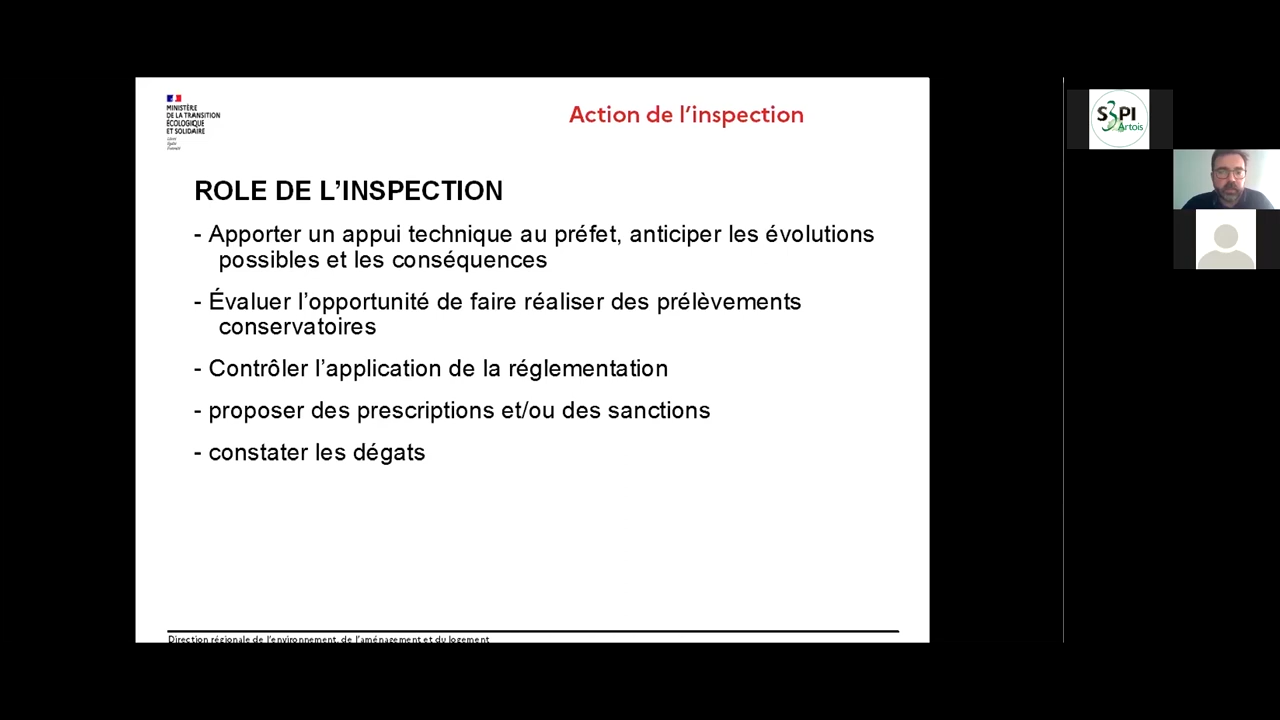 MINISTÈRE
DE LA TRANSITION
ÉCOLOGIQUE
ET SOLIDAIRE
Liberté
Égalité
Fraternité
Action de l’inspection
ROLE DE L’INSPECTION
- Apporter un appui technique au préfet, anticiper les évolutions
possibles et les conséquences
- Évaluer l’opportunité de faire réaliser des prélèvements
conservatoires
- Contrôler l’application de la réglementation
- proposer des prescriptions et/ou des sanctions
- constater les dégats
Direction régionale de l’environnement, de l’aménagement et du logement
S3PI
Artois